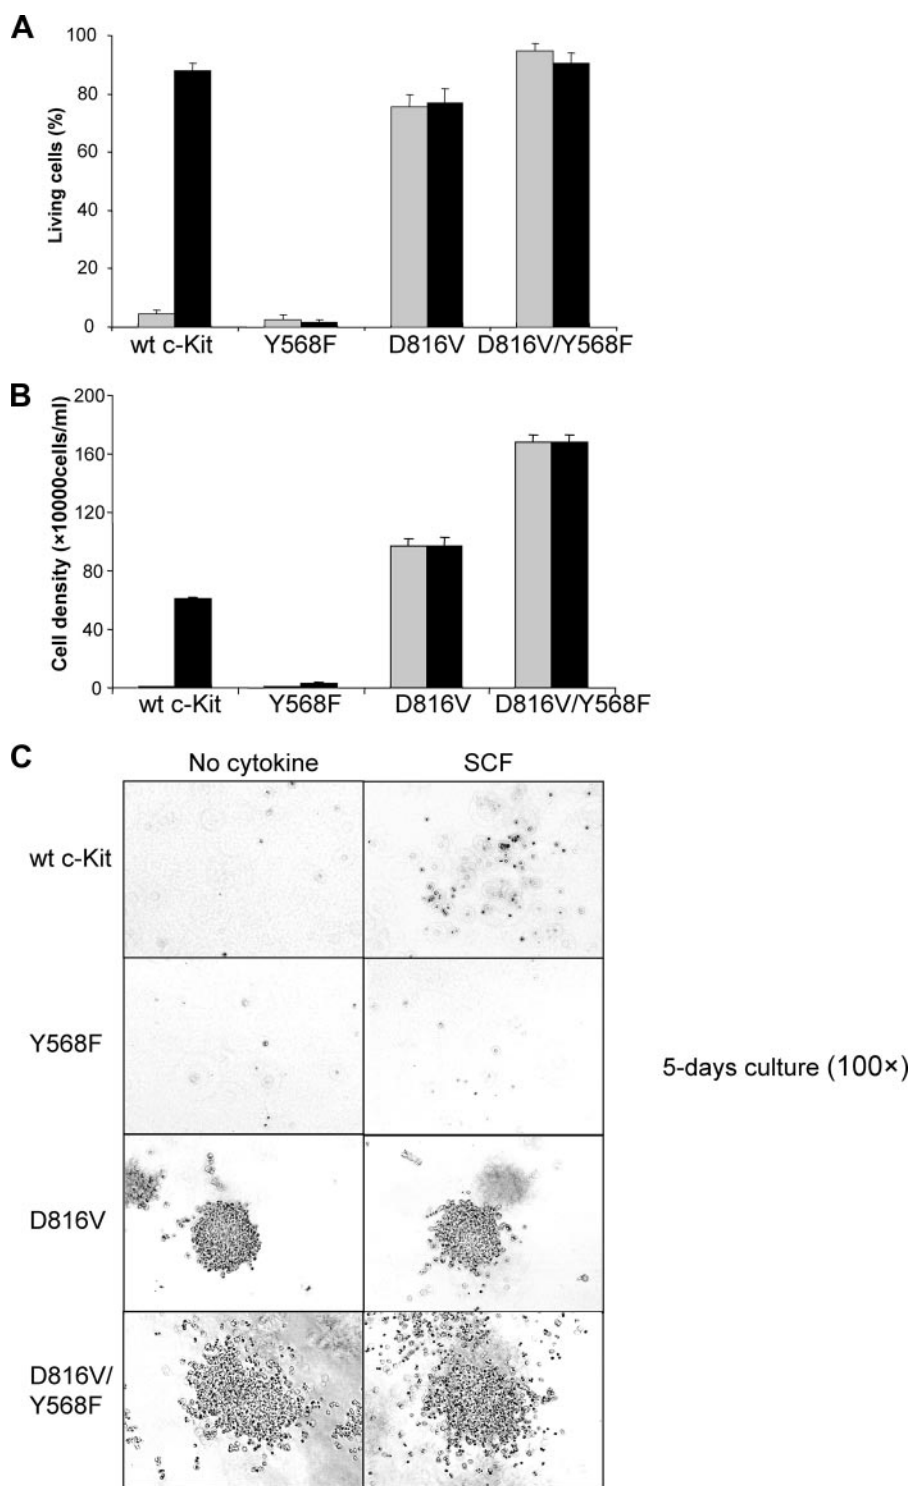 A
Living cells (%)
100
80
60
40
20
0
wt c-Kit Y568F D816V D816V/Y568F
B
Cell density (×10000cells/ml)
200
160
120
80
40
0
wt c-Kit Y568F D816V D816V/Y568F
C
No cytokine SCF
wt c-Kit
Y568F
5-days culture (100×)
D816V
D816V/
Y568F